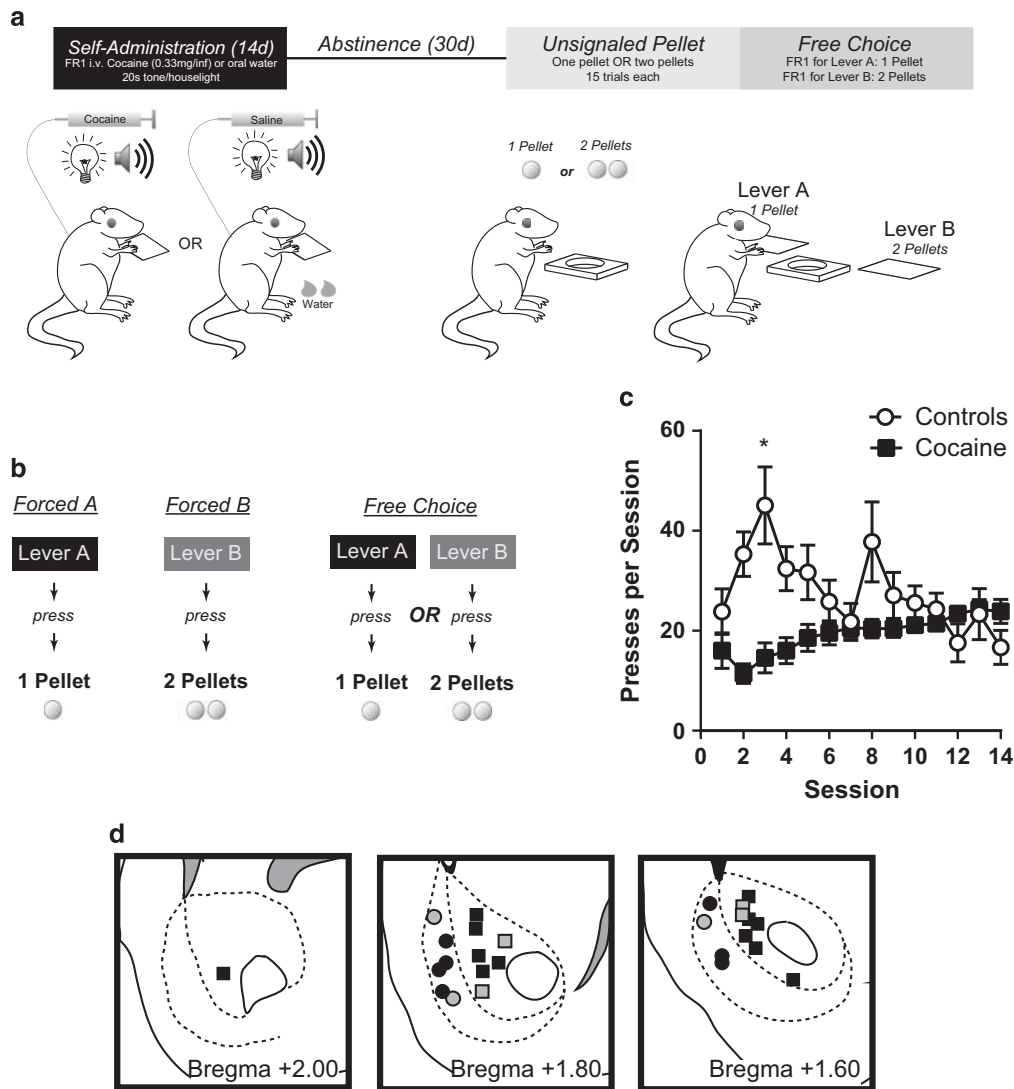 a
Self-Administration (14d)
FR1 i.v. Cocaine (0.33mg/inf) or oral water
20s tone/houselight
Abstinence (30d)
Unsignaled Pellet
One pellet OR two pellets
15 trials each
Free Choice
FR1 for Lever A: 1 Pellet
FR1 for Lever B: 2 Pellets
Cocaine
Saline
OR
Water
1 Pellet
or
2 Pellets
Lever A
1 Pellet
Lever B
2 Pellets
b
Forced A
Forced B
Free Choice
Lever A
Lever B
Lever A
Lever B
press
press
press OR press
1 Pellet
2 Pellets
1 Pellet
2 Pellets
c
Controls
Cocaine
*
Presses per Session
60
40
20
0
0 2 4 6 8 10 12 14
Session
d
Bregma +2.00
Bregma +1.80
Bregma +1.60